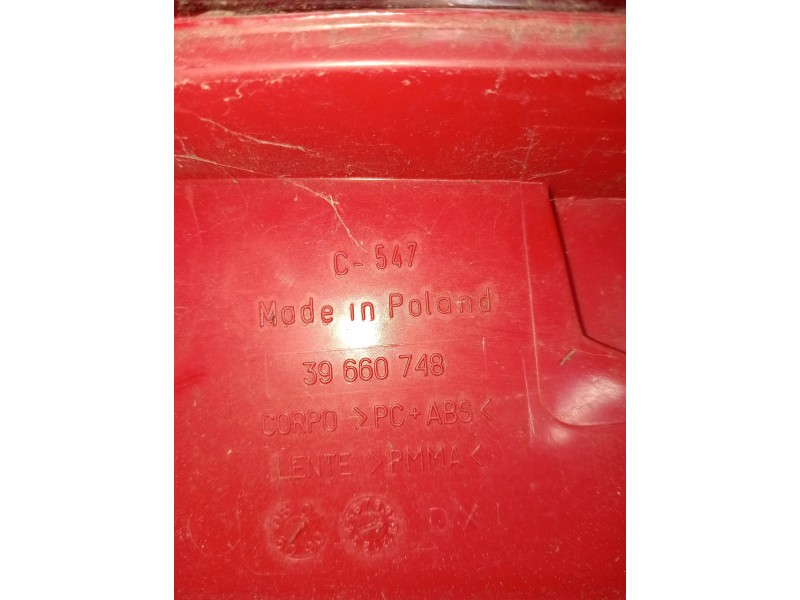 C-547
Made in Poland
39 660 748
CORPO >PC+ABS<
LENTE >PMMA<